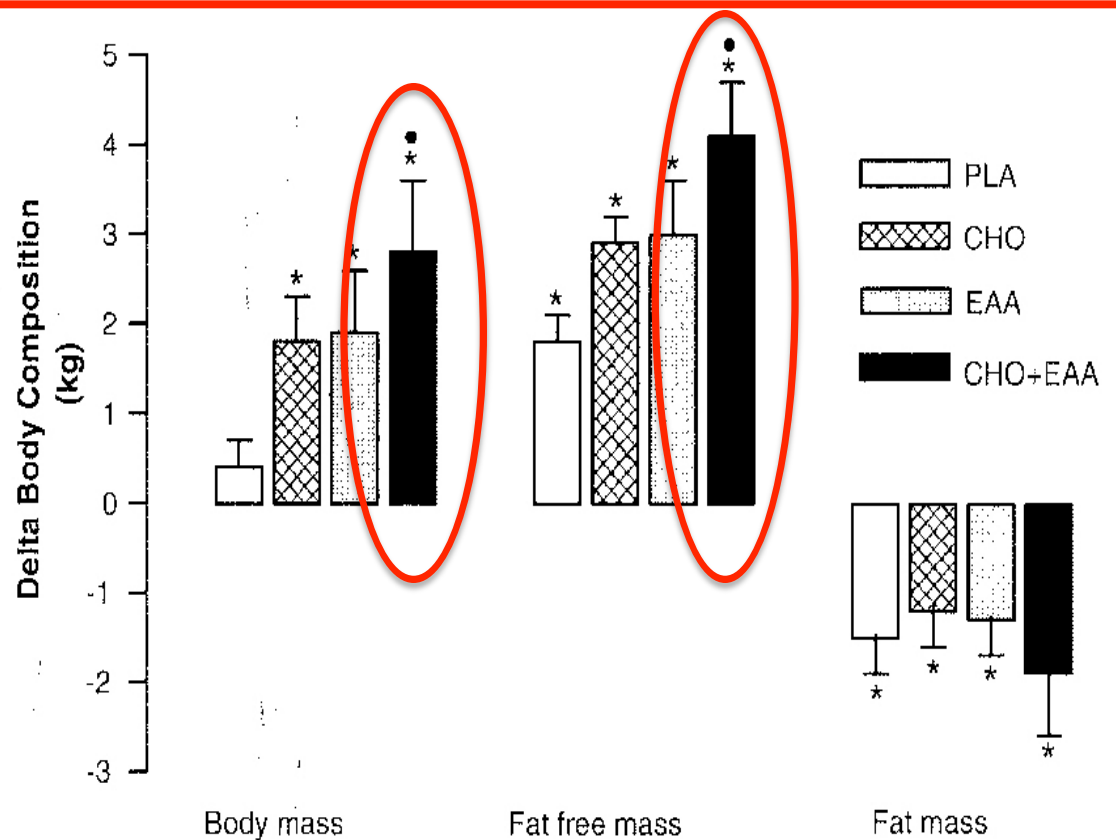 Delta Body Composition
(kg)
5
4
3
2
1
0
-1
-2
-3
PLA
CHO
EAA
CHO+EAA
Body mass
Fat free mass
Fat mass